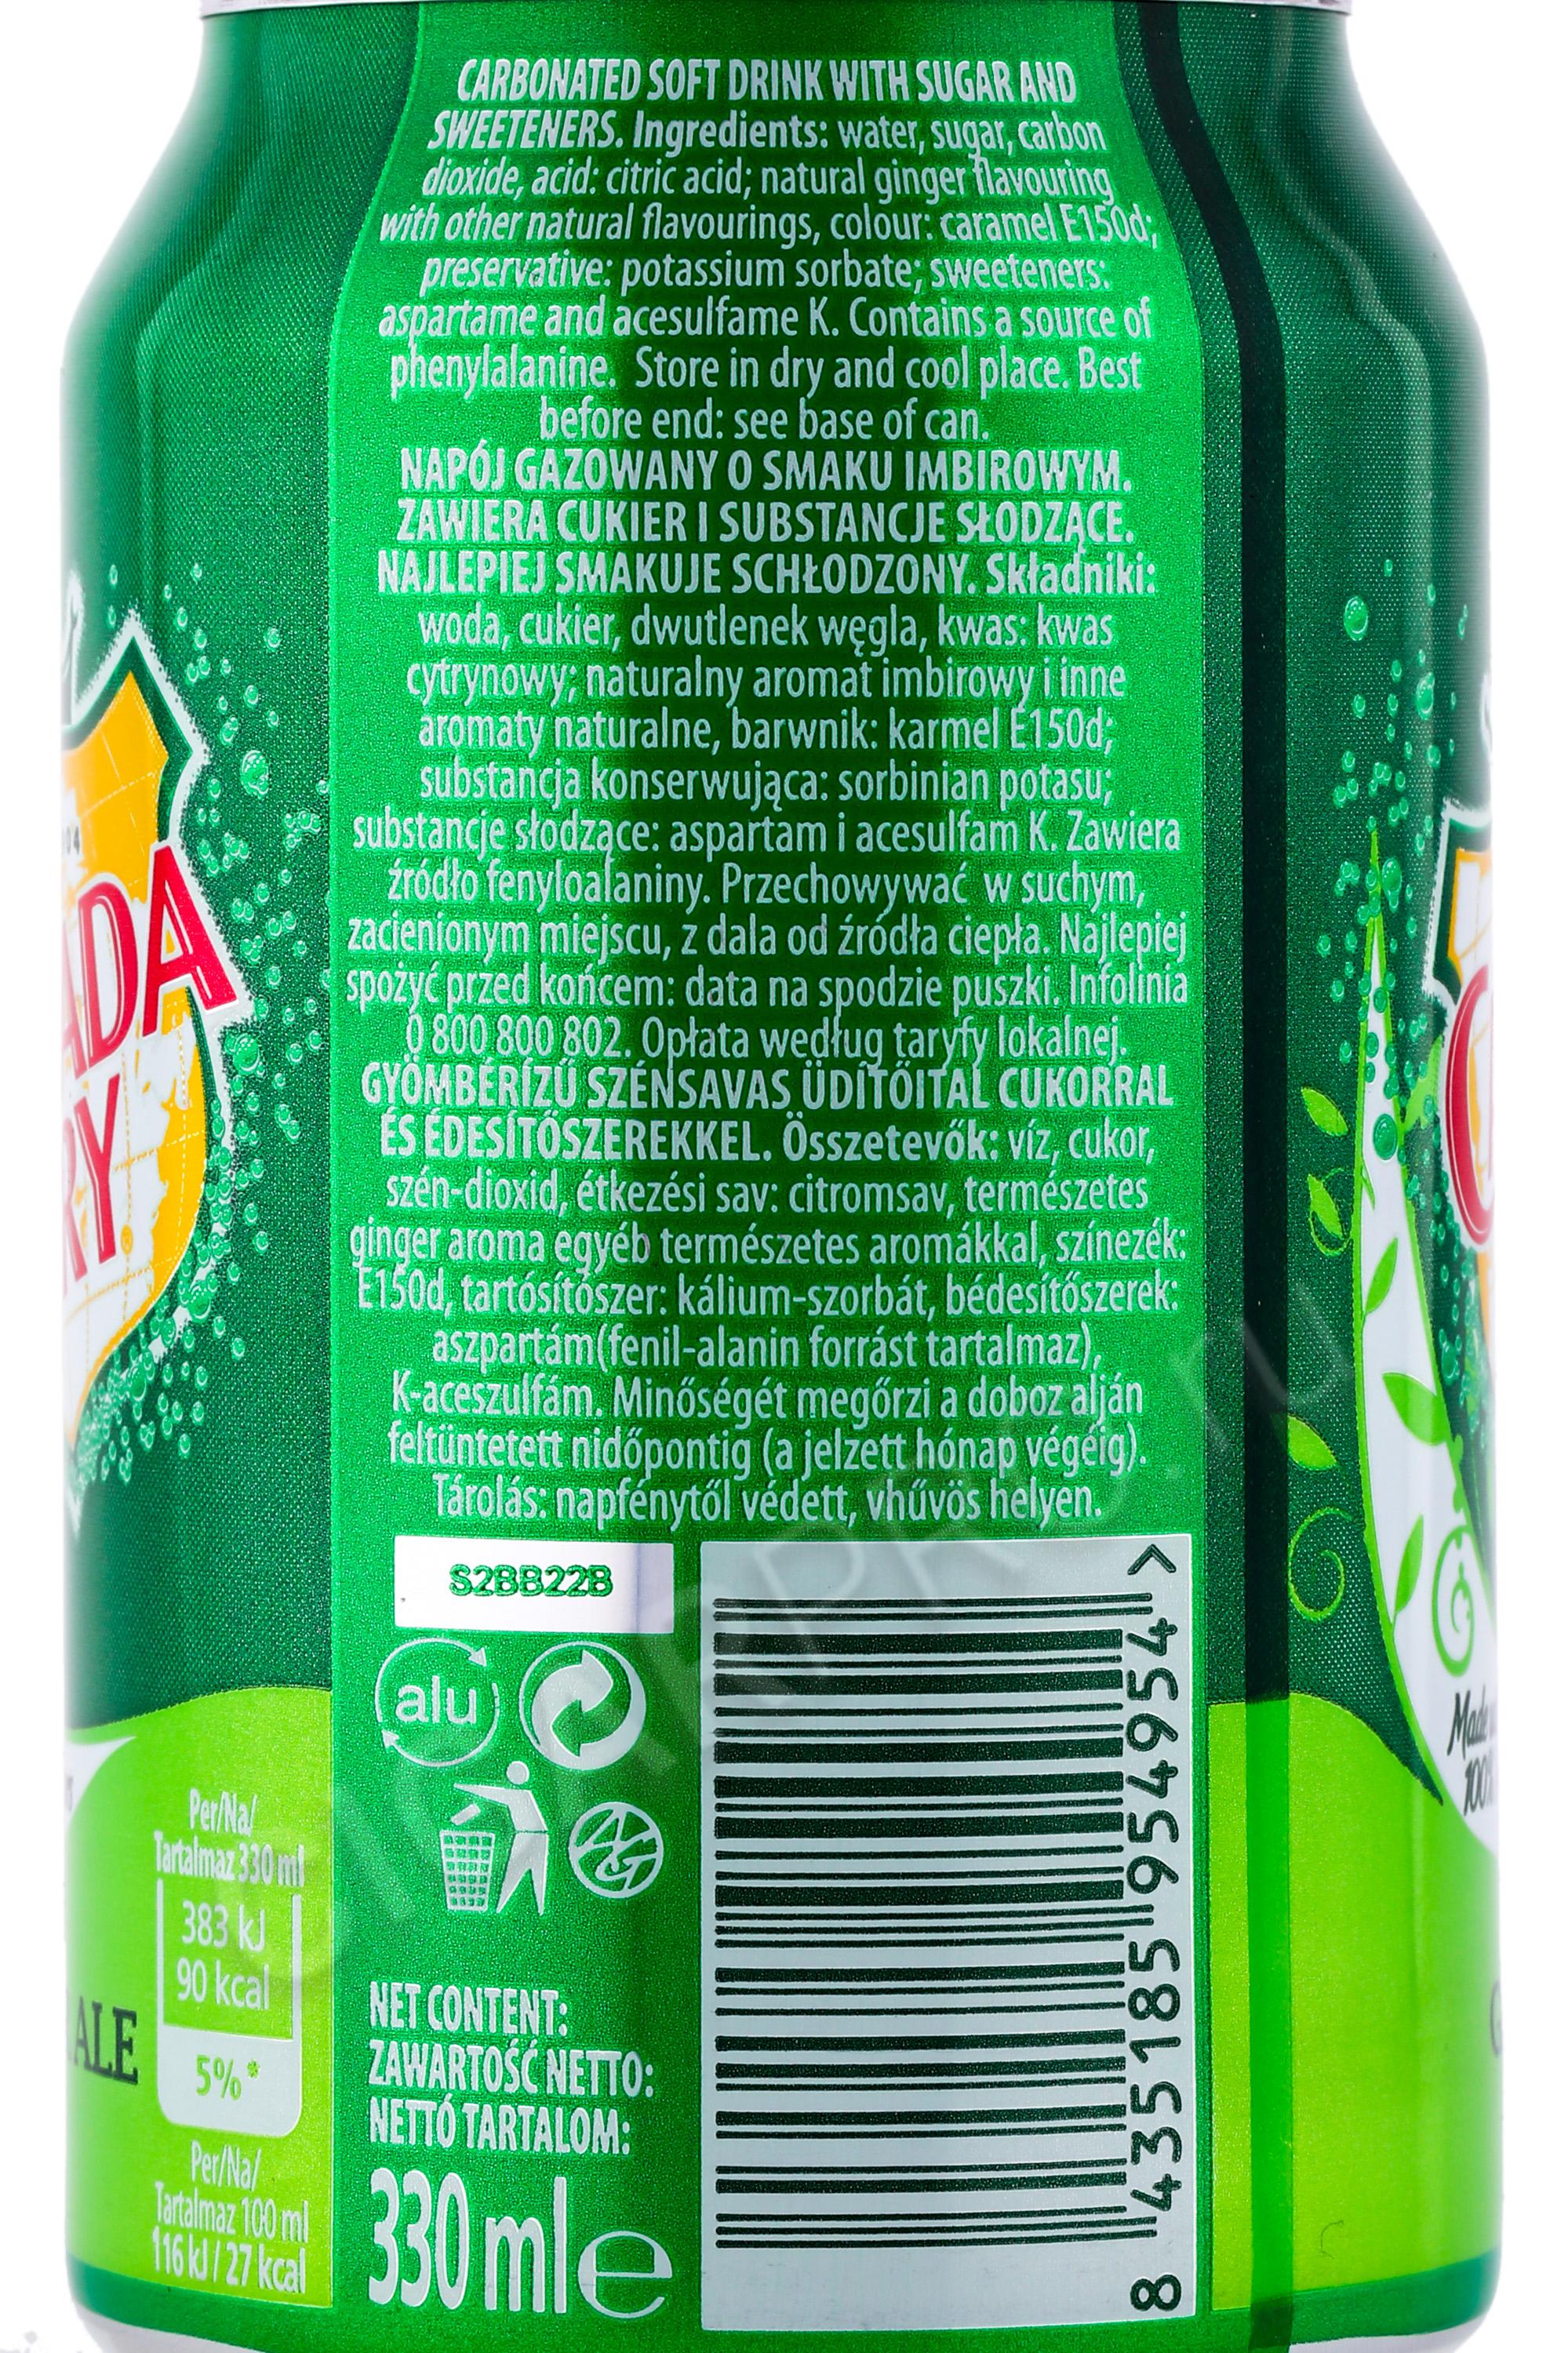 CARBONATED SOFT DRINK WITH SUGAR AND
SWEETENERS. Ingredients: water, sugar, carbon
dioxide, acid: citric acid; natural ginger flavouring
with other natural flavourings, colour: caramel E150d;
preservative: potassium sorbate; sweeteners:
aspartame and acesulfame K. Contains a source of
phenylalanine. Store in dry and cool place. Best
before end: see base of can.
NAPÓJ GAZOWANY O SMAKU IMBIROWYM.
ZAWIERA CUKIER I SUBSTANCJE SŁODZĄCE.
NAJLEPIEJ SMAKUJE SCHŁODZONY. Składniki:
woda, cukier, dwutlenek węgla, kwas: kwas
cytrynowy; naturalny aromat imbirowy i inne
aromaty naturalne, barwnik: karmel E150d;
substancja konserwująca: sorbinian potasu;
substancje słodzące: aspartam i acesulfam K. Zawiera
źródło fenyloalaniny. Przechowywać w suchym,
zacienionym miejscu, z dala od źródła ciepła. Najlepiej
spożyć przed końcem: data na spodzie puszki. Infolinia
0 800 800 802. Opłata według taryfy lokalnej.
GYÖMBÉRÍZŰ SZÉNSAVAS ÜDÍTŐITAL CUKORRAL
ÉS ÉDESÍTŐSZEREKKEL. Összetevők: víz, cukor,
szén-dioxid, étkezési sav: citromsav, természetes
ginger aroma egyéb természetes aromákkal, színezék:
E150d, tartósítószer: kálium-szorbát, bédesítőszerek:
aszpartám(fenil-alanin forrást tartalmaz),
K-aceszulfám. Minőségét megőrzi a doboz alján
feltüntetett nidőpontig (a jelzett hónap végéig).
Tárolás: napfénytől védett, vhűvös helyen.
S2BB22B
alu
NET CONTENT:
ZAWARTOŚĆ NETTO:
NETTÓ TARTALOM:
330 ml e
8 435185 954954 >
ADA
RY
ALE
Per/Na/
Tartalmaz 330 ml
383 kJ
90 kcal
5%*
Per/Na/
Tartalmaz 100 ml
116 kJ / 27 kcal
Made
100%